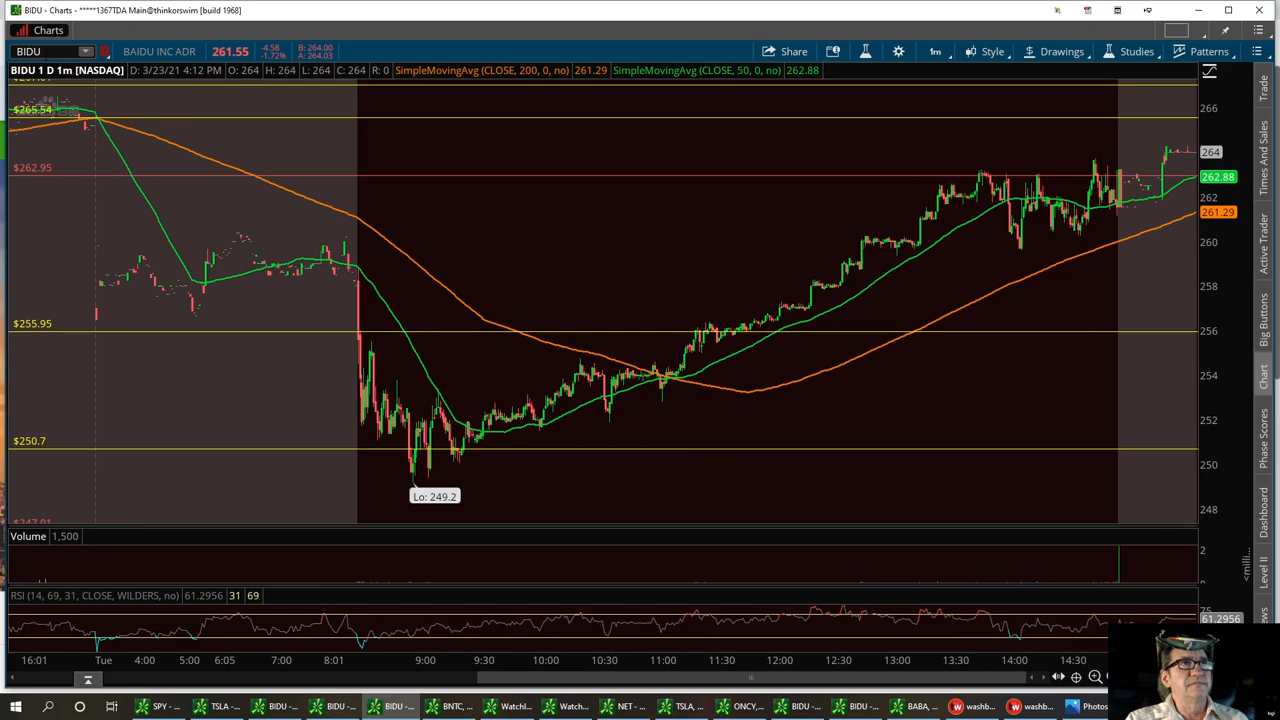 BIDU - Charts - *****1367TDA Main@thinkorswim [build 1968]
Charts
BIDU BAIDU INC ADR 261.55 -4.58 -1.72% B: 264.00 A: 264.03 Share 1m Style Drawings Studies Patterns
BIDU 1 D 1m [NASDAQ] D: 3/23/21 4:12 PM O: 264 H: 264 L: 264 C: 264 R: 0 SimpleMovingAvg (CLOSE, 200, 0, no) 261.29 SimpleMovingAvg (CLOSE, 50, 0, no) 262.88
$265.54
$262.95
$255.95
$250.7
$247.01
Lo: 249.2
266
264
262.88
262
261.29
260
258
256
254
252
250
248
Trade
Times And Sales
Active Trader
Big Buttons
Chart
Phase Scores
Dashboard
Level II
Volume 1,500
2
0
<millions>
RSI (14, 69, 31, CLOSE, WILDERS, no) 61.2956 31 69
75
61.2956
16:01 Tue 4:00 5:00 6:05 7:00 8:01 9:00 9:30 10:00 10:30 11:00 11:30 12:00 12:30 13:00 13:30 14:00 14:30
SPY - TSLA - BIDU - BIDU - BIDU - BNTC, - Watchl... Watch... NET - TSLA, ONCY, BIDU - BIDU - BABA, washb... washb... Photos